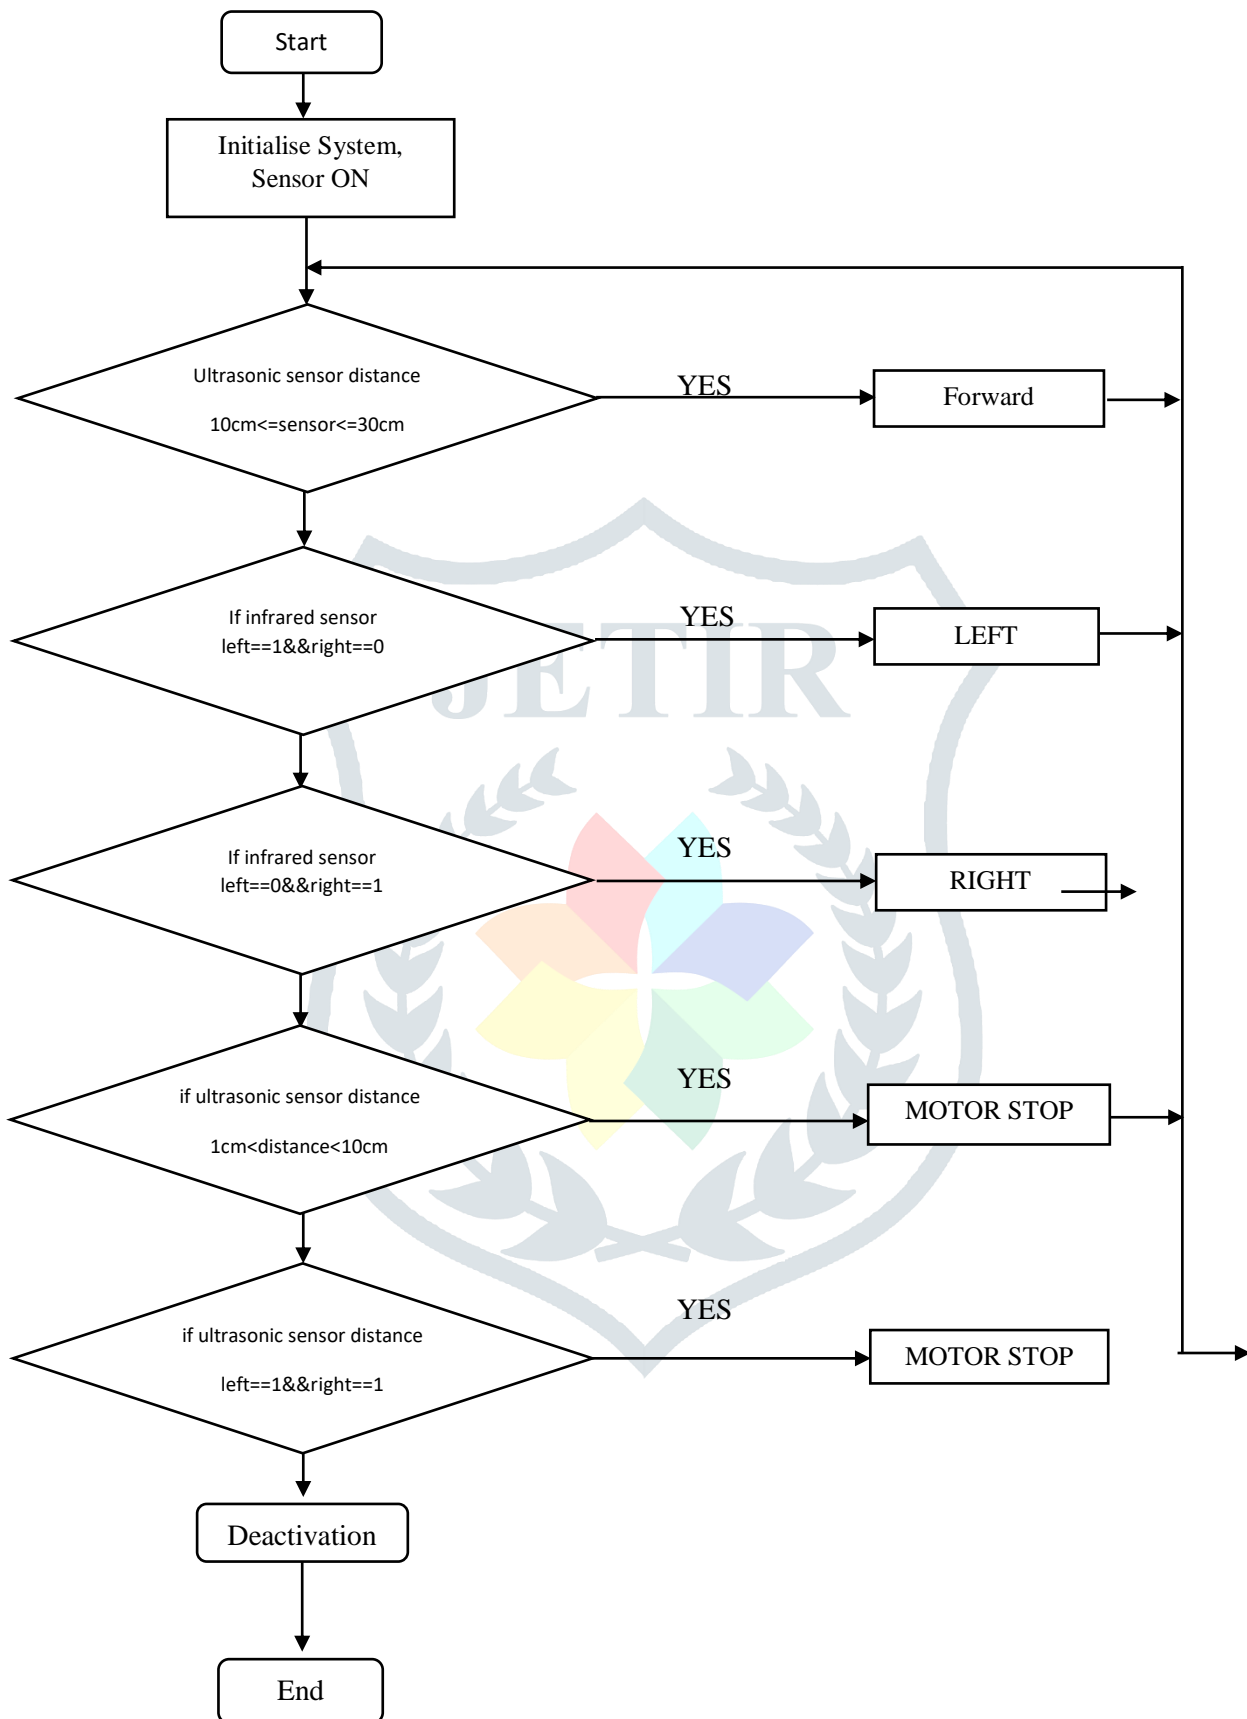 Start
Initialise System,
Sensor ON
Ultrasonic sensor distance
10cm<=sensor<=30cm
YES
Forward
If infrared sensor
left==1&&right==0
YES
LEFT
JETIR
If infrared sensor
left==0&&right==1
YES
RIGHT
if ultrasonic sensor distance
1cm<distance<10cm
YES
MOTOR STOP
if ultrasonic sensor distance
left==1&&right==1
YES
MOTOR STOP
Deactivation
End